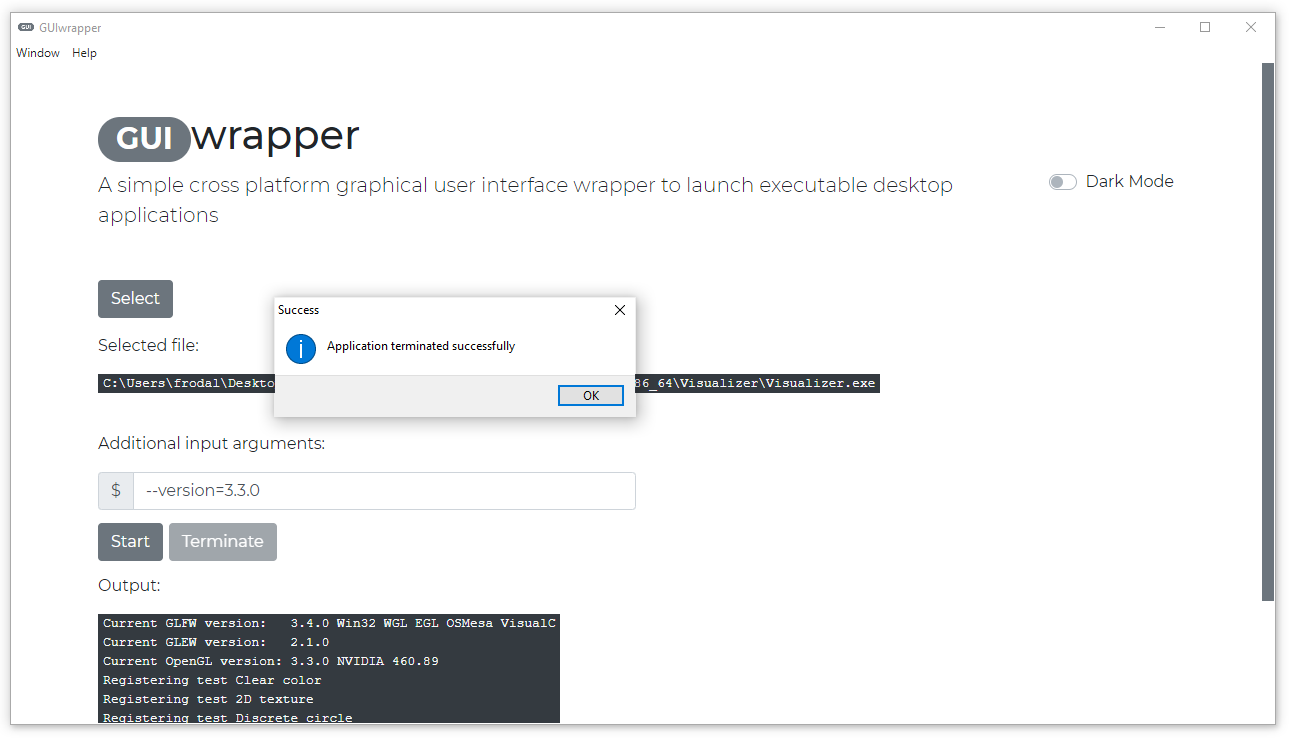 GUI GUIwrapper
Window Help
GUIwrapper
A simple cross platform graphical user interface wrapper to launch executable desktop
applications
Dark Mode
Select
Success
Application terminated successfully
OK
Selected file:
C:\Users\frodal\Deskto
86_64\Visualizer\Visualizer.exe
Additional input arguments:
$ --version=3.3.0
Start Terminate
Output:
Current GLFW version: 3.4.0 Win32 WGL EGL OSMesa VisualC
Current GLEW version: 2.1.0
Current OpenGL version: 3.3.0 NVIDIA 460.89
Registering test Clear color
Registering test 2D texture
Registering test Discrete circle